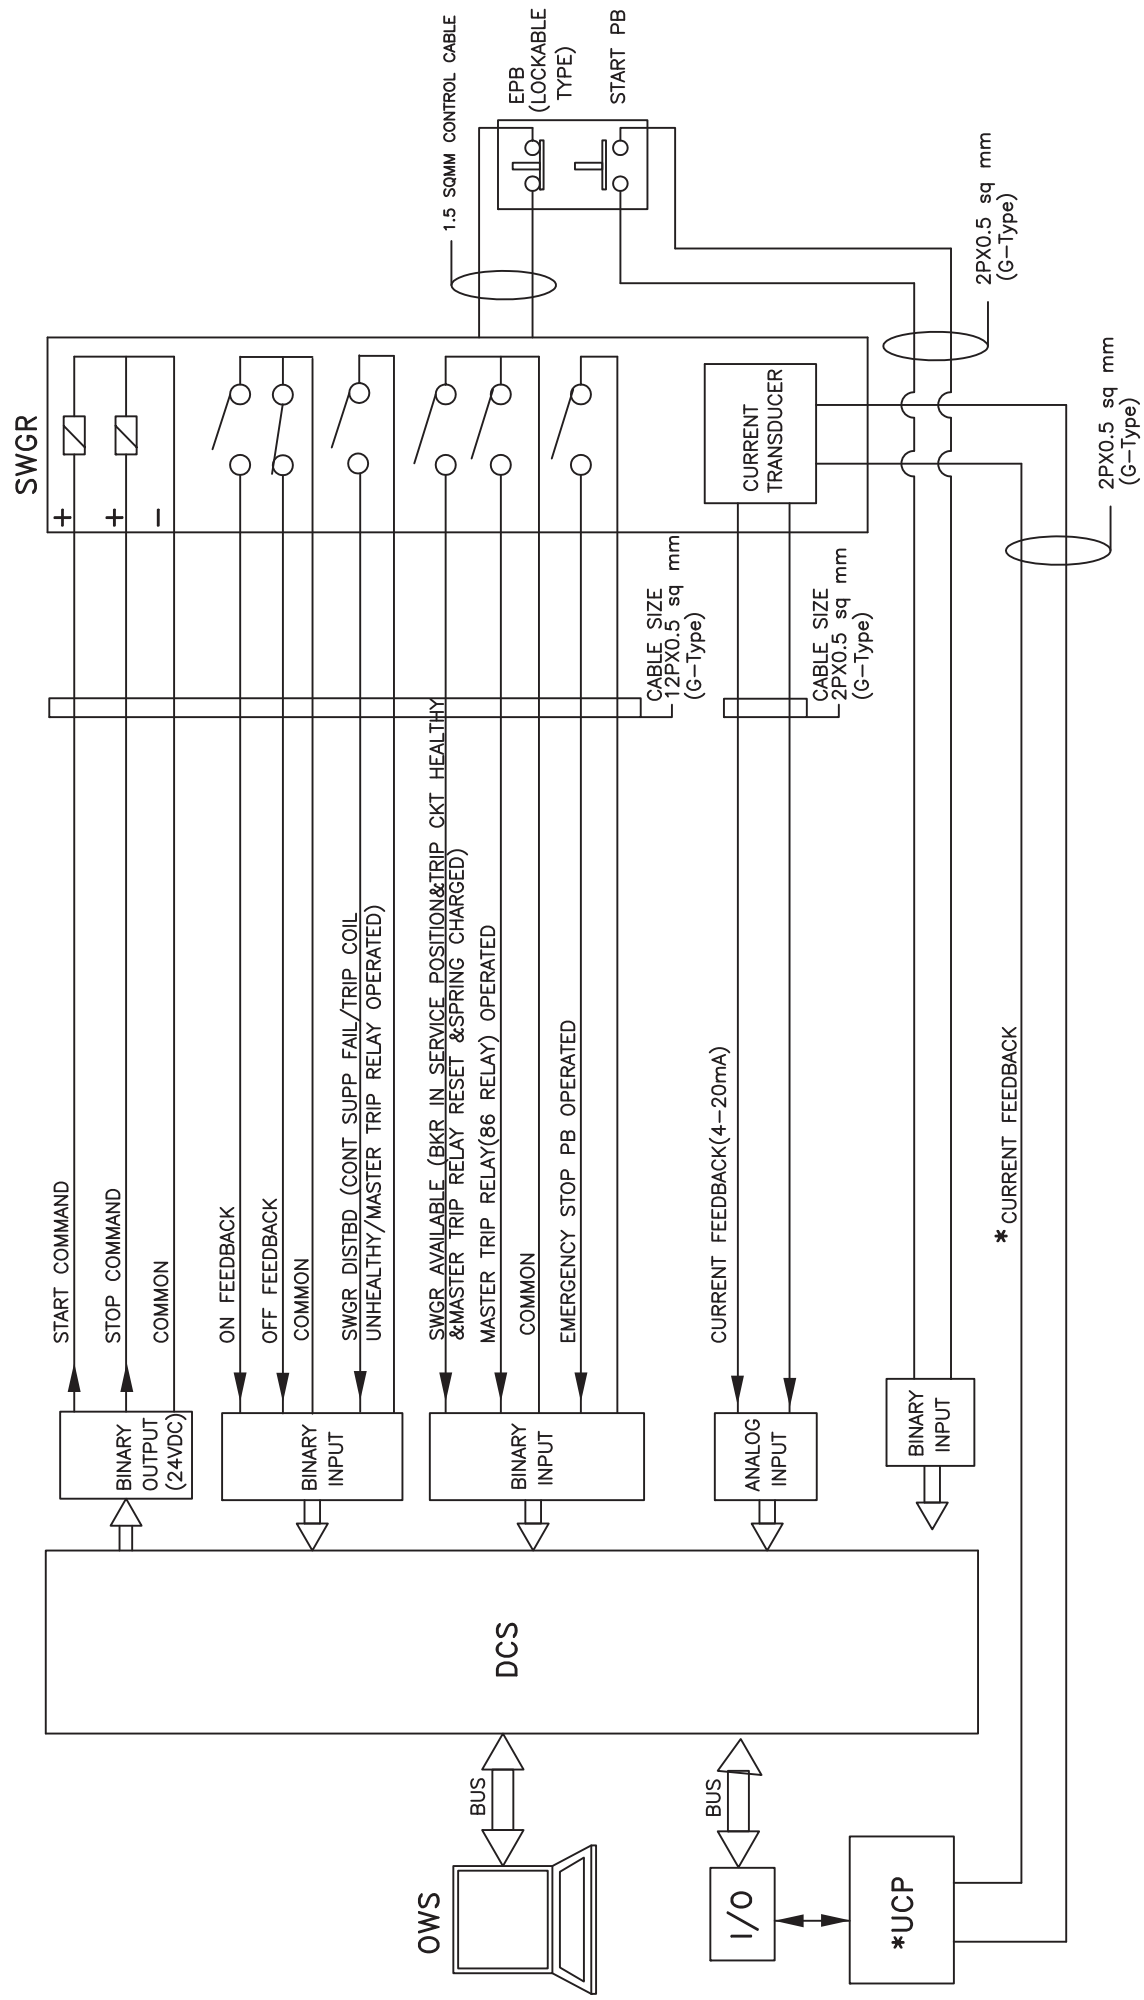 SWGR
+
+
−
START COMMAND
STOP COMMAND
COMMON
BINARY
OUTPUT
(24VDC)
ON FEEDBACK
OFF FEEDBACK
COMMON
SWGR DISTBD (CONT SUPP FAIL/TRIP COIL
UNHEALTHY/MASTER TRIP RELAY OPERATED)
BINARY
INPUT
SWGR AVAILABLE (BKR IN SERVICE POSITION&TRIP CKT HEALTHY
&MASTER TRIP RELAY RESET &SPRING CHARGED)
MASTER TRIP RELAY(86 RELAY) OPERATED
COMMON
EMERGENCY STOP PB OPERATED
BINARY
INPUT
1.5 SQMM CONTROL CABLE
EPB
(LOCKABLE
TYPE)
START PB
CABLE SIZE
12PX0.5 sq mm
(G-Type)
CURRENT
TRANSDUCER
CURRENT FEEDBACK(4-20mA)
CABLE SIZE
2PX0.5 sq mm
(G-Type)
ANALOG
INPUT
2PX0.5 sq mm
(G-Type)
BINARY
INPUT
2PX0.5 sq mm
(G-Type)
* CURRENT FEEDBACK
DCS
BUS
BUS
OWS
I/O
*UCP